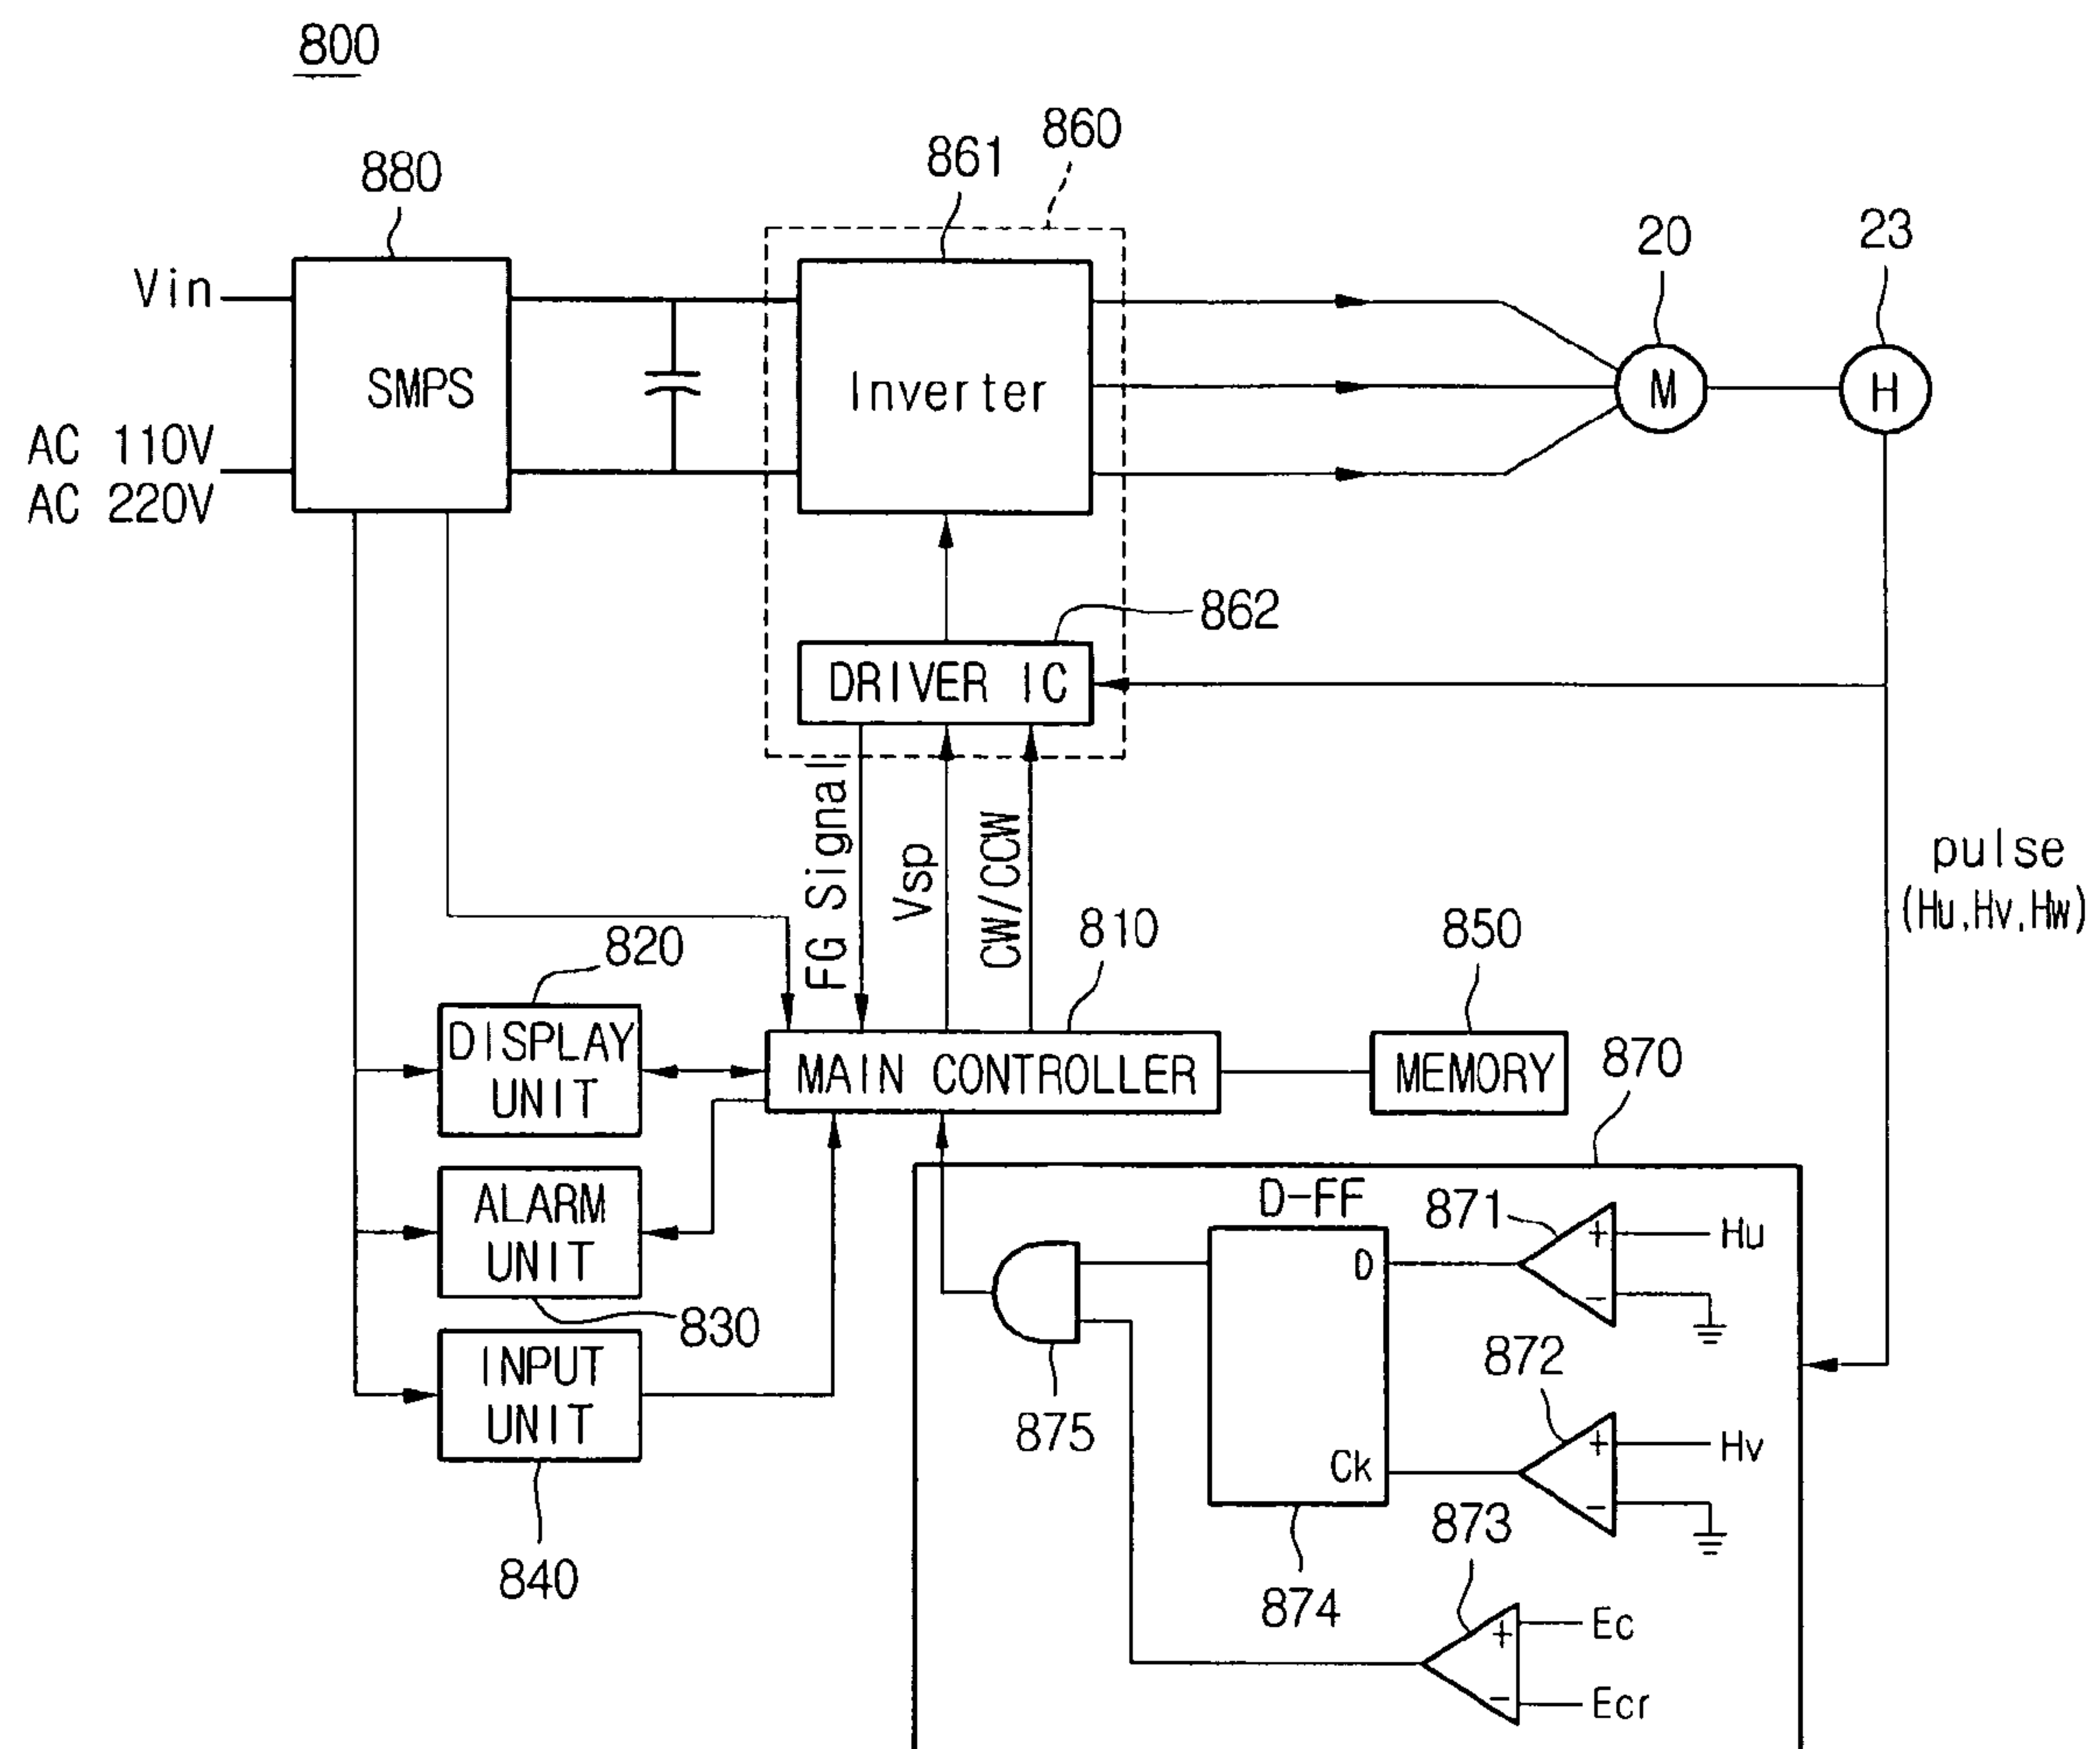 800
860
861
880
20
23
Vin
SMPS
Inverter
M
H
AC 110V
AC 220V
862
DRIVER IC
FG Signal
Vsp
CW/CCW
pulse
(Hu,Hv,Hw)
820
810
850
DISPLAY
UNIT
MAIN CONTROLLER
MEMORY
870
ALARM
UNIT
830
D-FF
871
+
Hu
D
-
872
INPUT
UNIT
875
+
Hv
Ck
-
873
840
874
+
Ec
-
Ecr